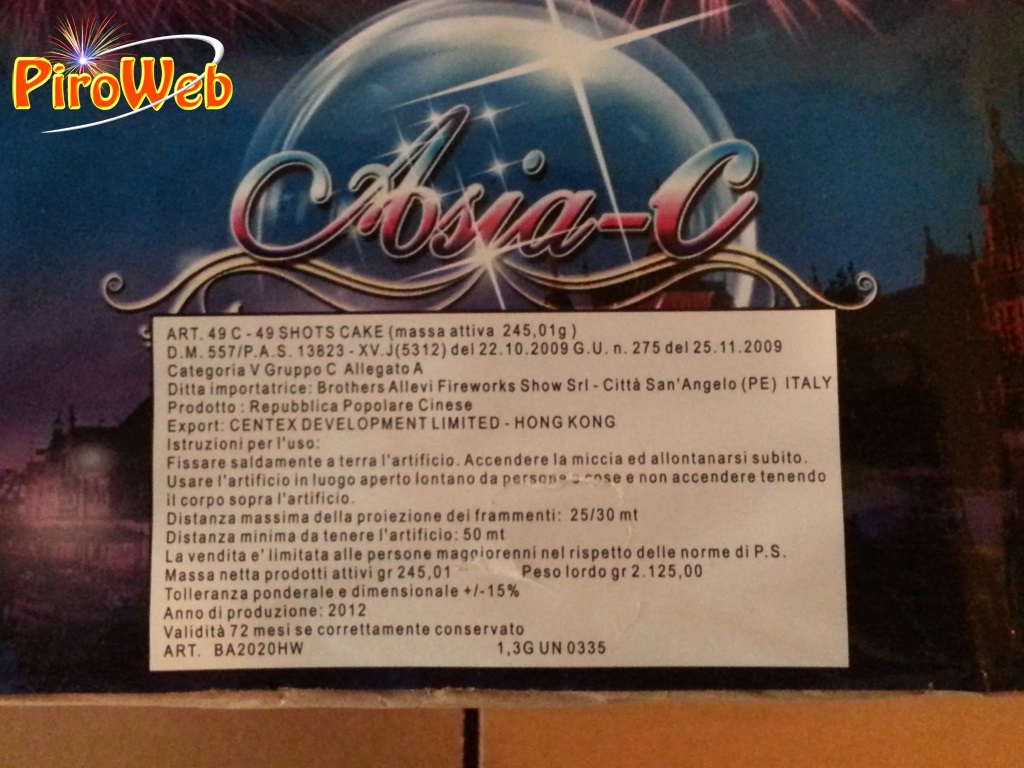 PiroWeb
Asia-C
ART. 49 C - 49 SHOTS CAKE (massa attiva 245,01g )
D.M. 557/P.A.S. 13823 - XV.J(5312) del 22.10.2009 G.U. n. 275 del 25.11.2009
Categoria V Gruppo C Allegato A
Ditta importatrice: Brothers Allevi Fireworks Show Srl - Città San'Angelo (PE) ITALY
Prodotto : Repubblica Popolare Cinese
Export: CENTEX DEVELOPMENT LIMITED - HONG KONG
Istruzioni per l'uso:
Fissare saldamente a terra l'artificio. Accendere la miccia ed allontanarsi subito.
Usare l'artificio in luogo aperto lontano da persone o cose e non accendere tenendo
il corpo sopra l'artificio.
Distanza massima della proiezione dei frammenti: 25/30 mt
Distanza minima da tenere l'artificio: 50 mt
La vendita e' limitata alle persone maggiorenni nel rispetto delle norme di P.S.
Massa netta prodotti attivi gr 245,01 Peso lordo gr 2.125,00
Tolleranza ponderale e dimensionale +/-15%
Anno di produzione: 2012
Validità 72 mesi se correttamente conservato
ART. BA2020HW 1,3G UN 0335